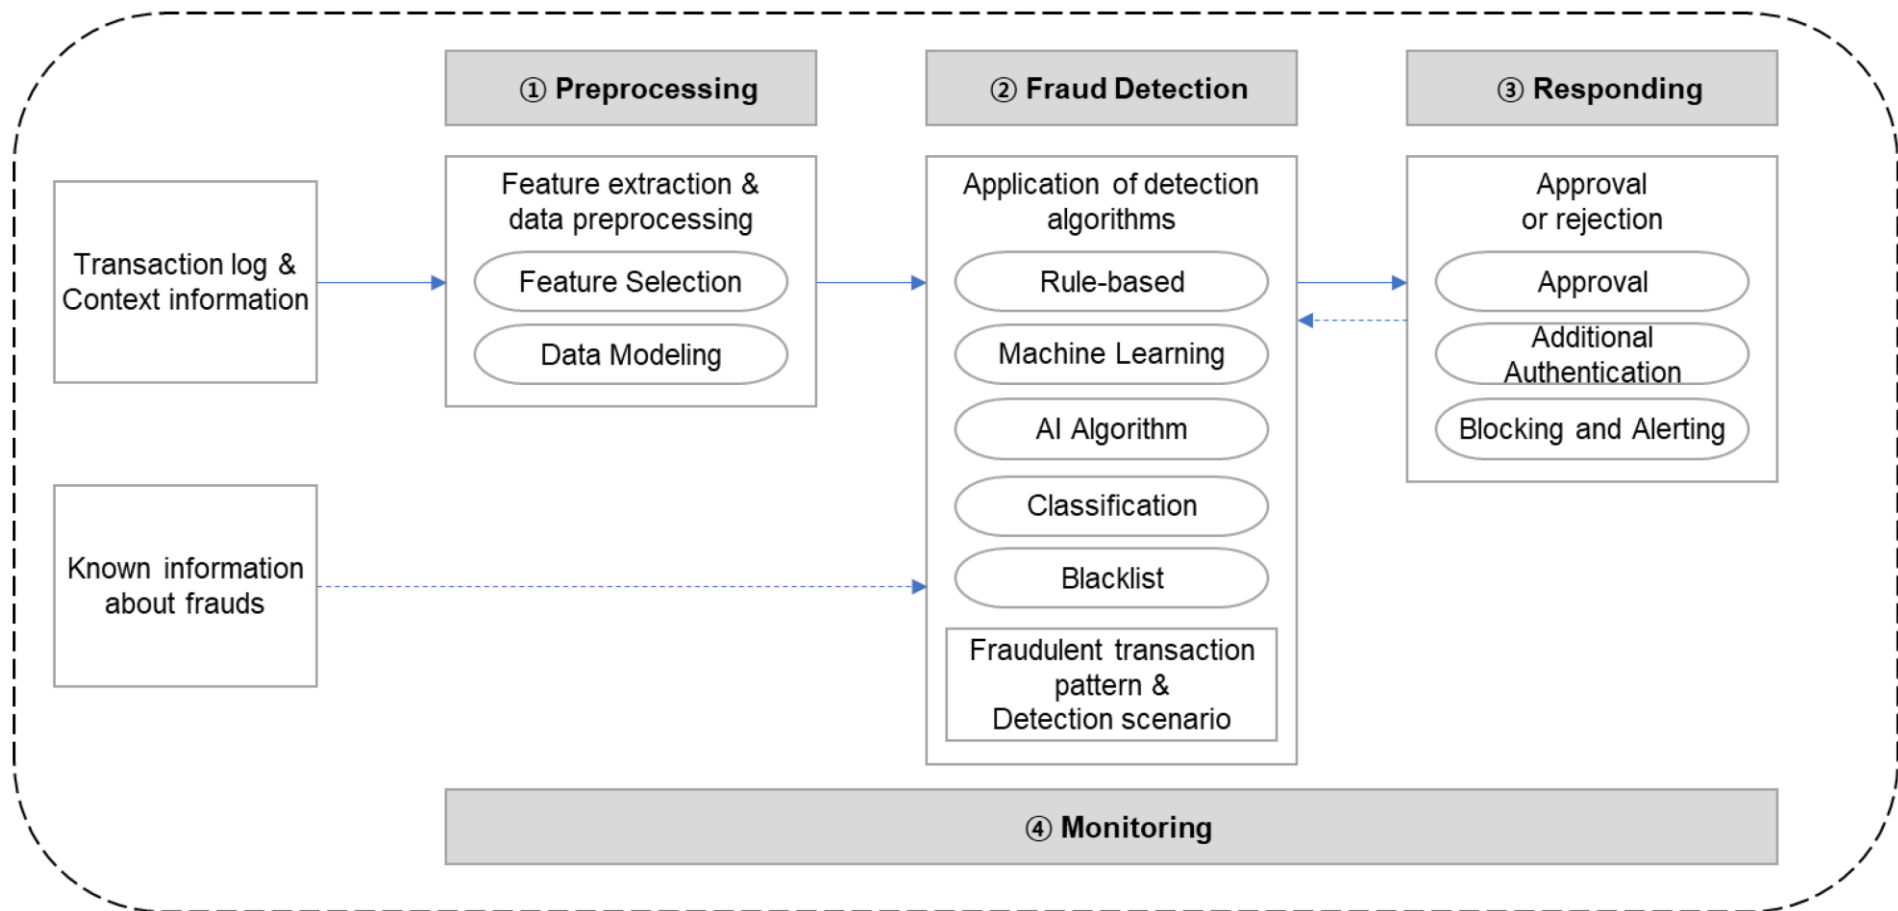 ① Preprocessing
② Fraud Detection
③ Responding
Transaction log &
Context information
Known information
about frauds
Feature extraction &
data preprocessing
Feature Selection
Data Modeling
Application of detection
algorithms
Rule-based
Machine Learning
AI Algorithm
Classification
Blacklist
Fraudulent transaction
pattern &
Detection scenario
Approval
or rejection
Approval
Additional
Authentication
Blocking and Alerting
④ Monitoring